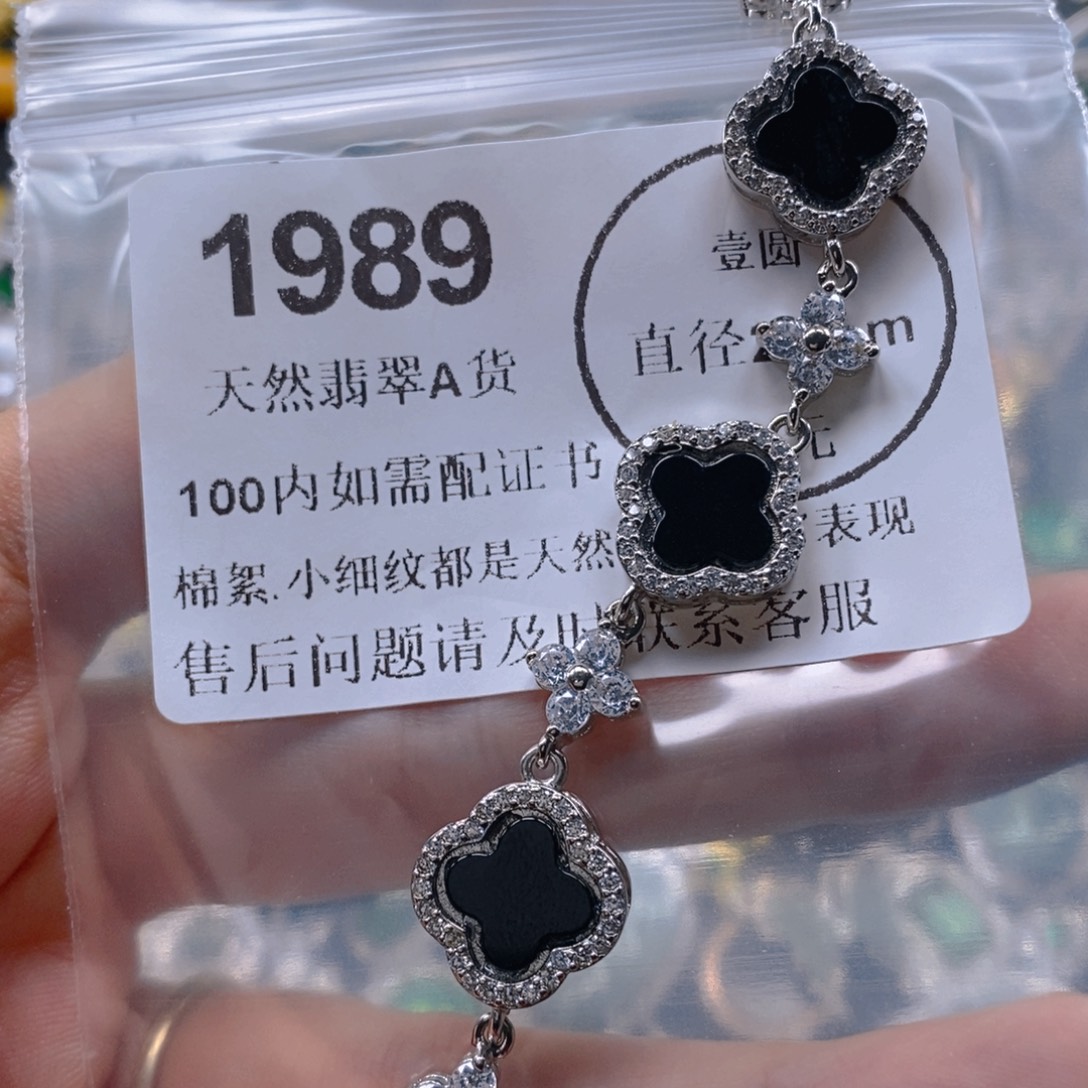 1989
天然翡翠A货
100内如需配证书
棉絮.小细纹都是天然
表现
售后问题请及时联系客服
壹圆
直径2
m
元